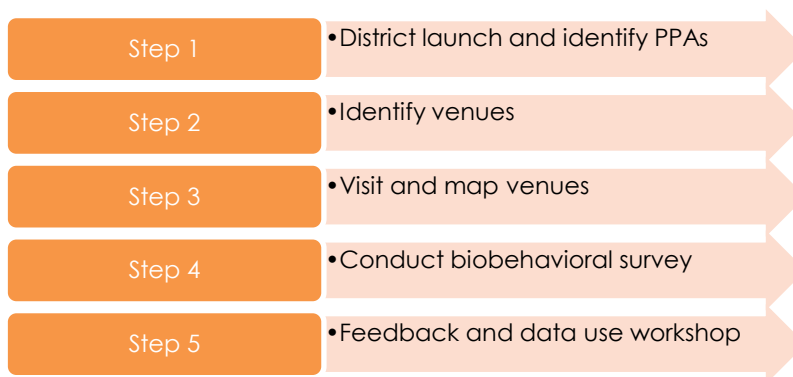 Step 1
•District launch and identify PPAs
Step 2
•Identify venues
Step 3
•Visit and map venues
Step 4
•Conduct biobehavioral survey
Step 5
•Feedback and data use workshop